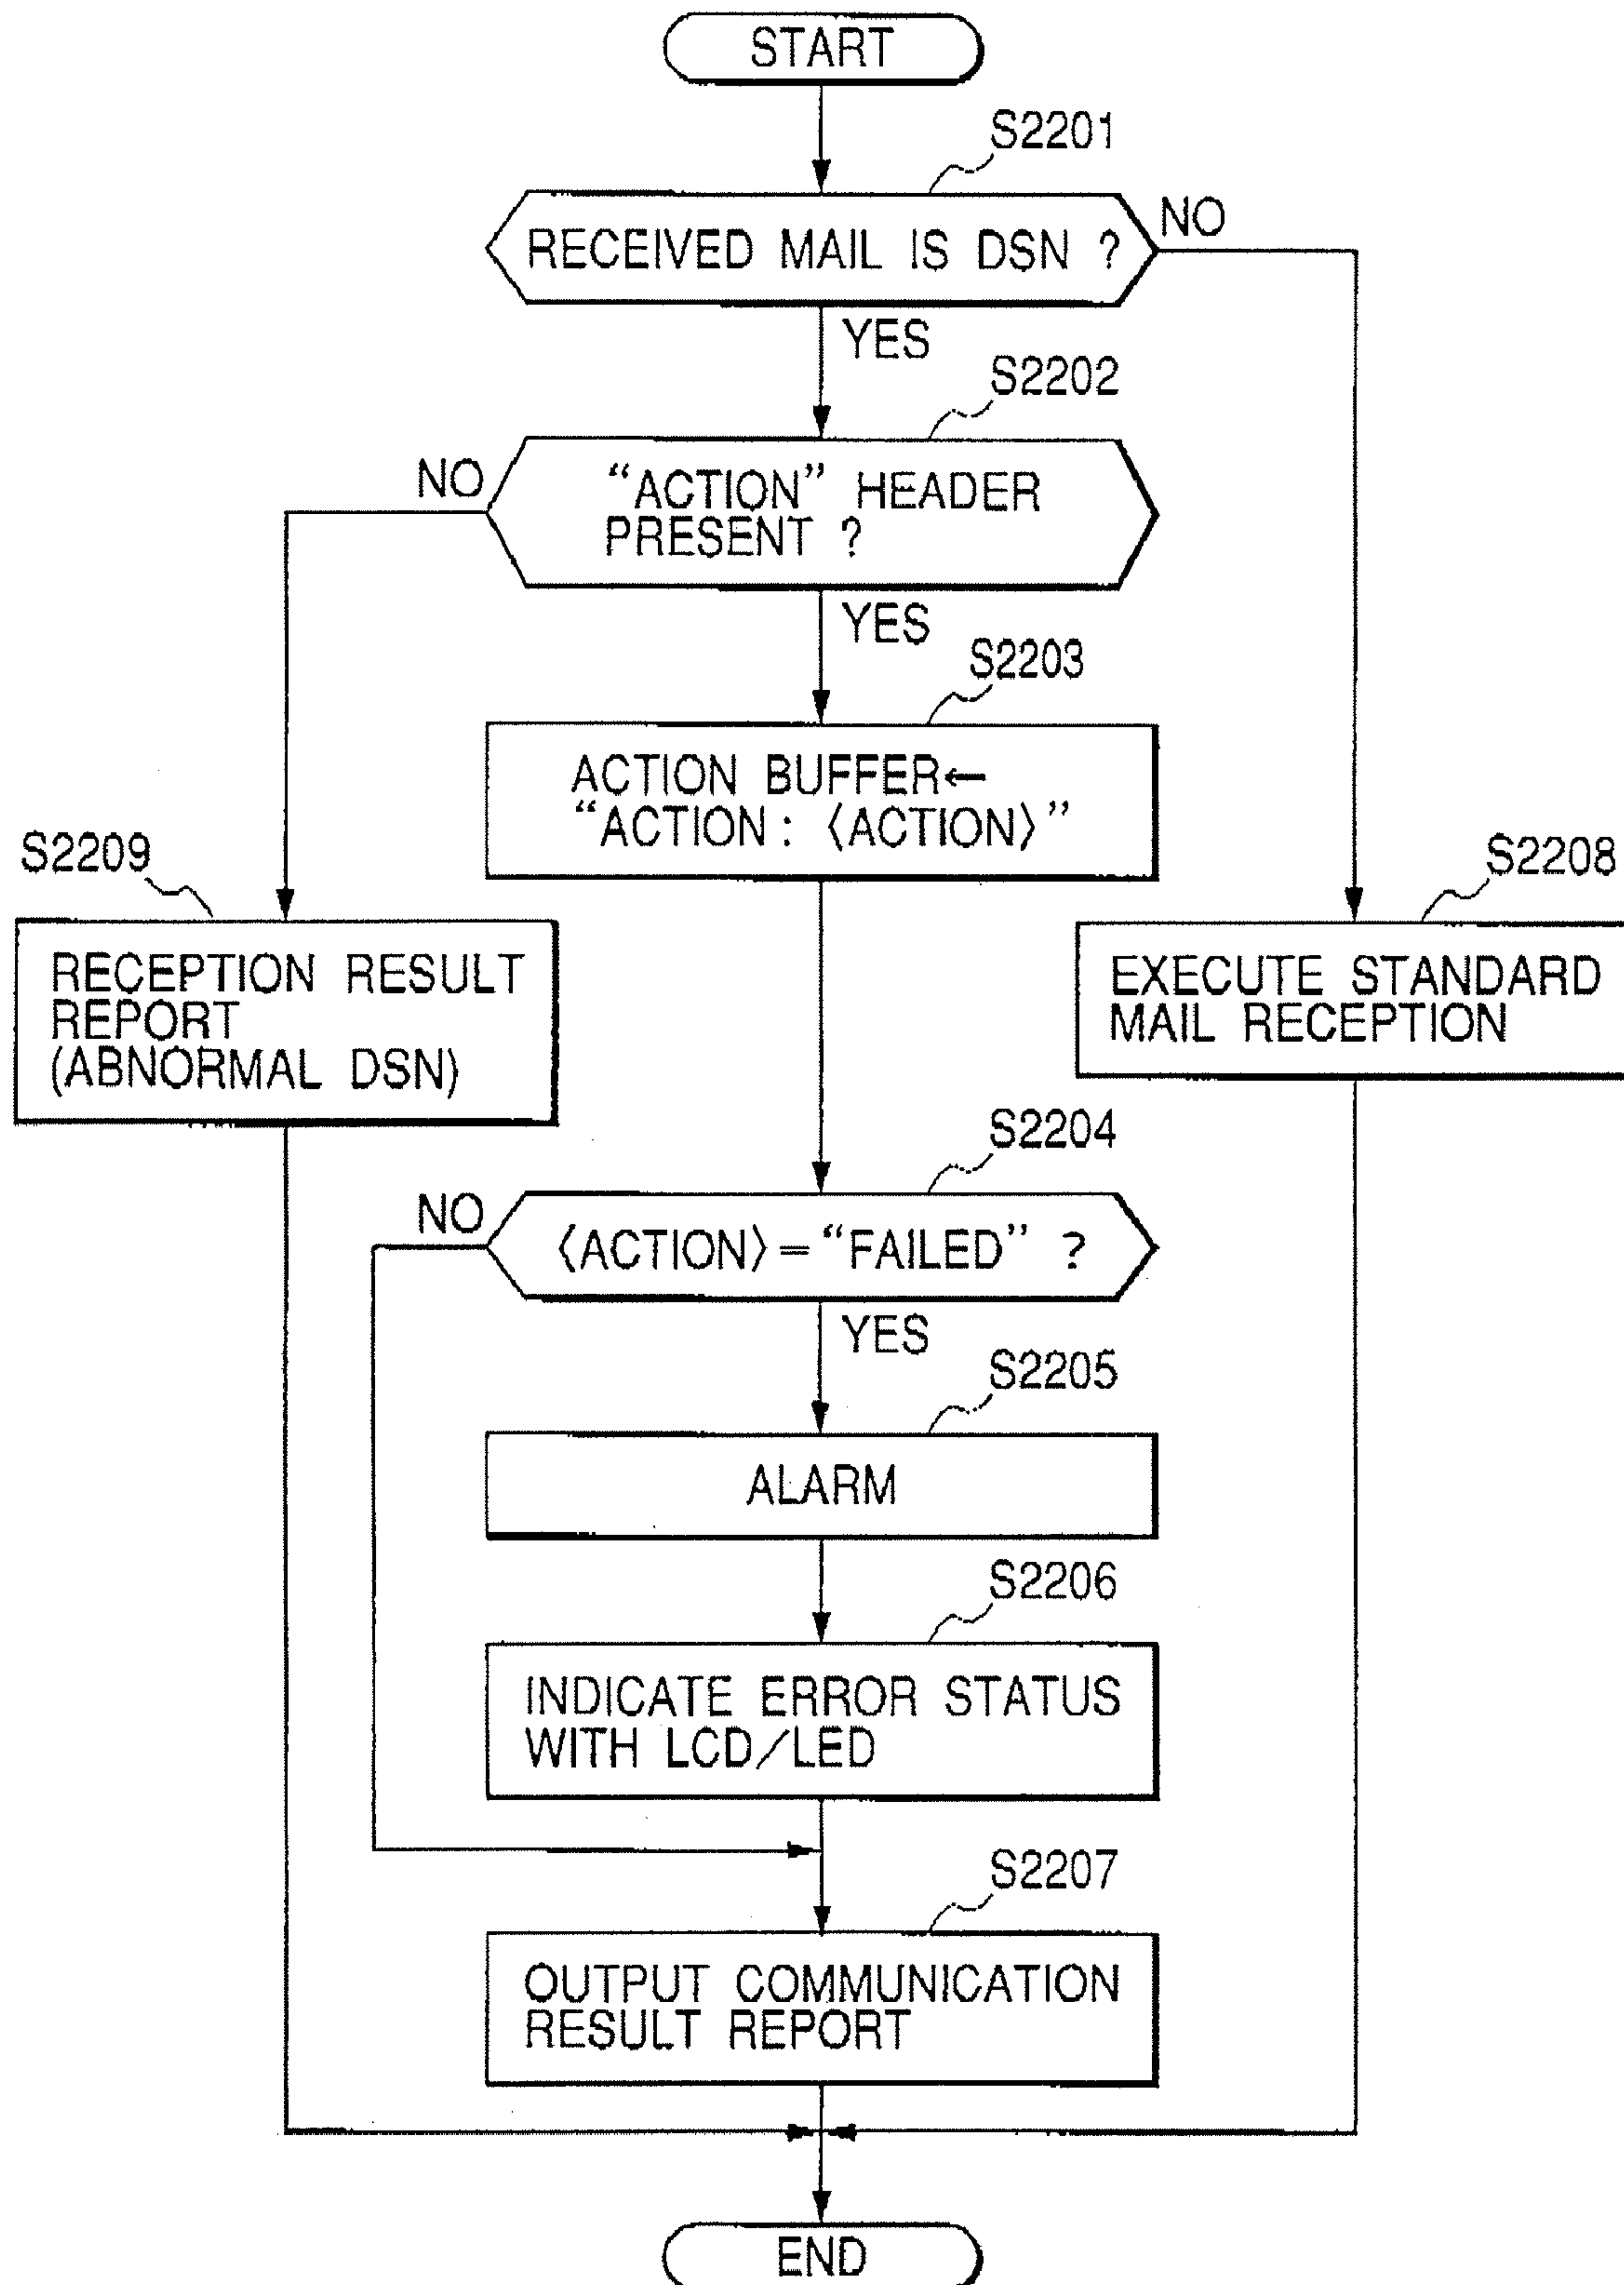 START
S2201
RECEIVED MAIL IS DSN ?
NO
YES
S2202
NO
“ACTION” HEADER
PRESENT ?
YES
S2203
ACTION BUFFER←
“ACTION : 〈ACTION〉”
S2209
S2208
RECEPTION RESULT
REPORT
(ABNORMAL DSN)
EXECUTE STANDARD
MAIL RECEPTION
S2204
NO
〈ACTION〉=“FAILED” ?
YES
S2205
ALARM
S2206
INDICATE ERROR STATUS
WITH LCD/LED
S2207
OUTPUT COMMUNICATION
RESULT REPORT
END